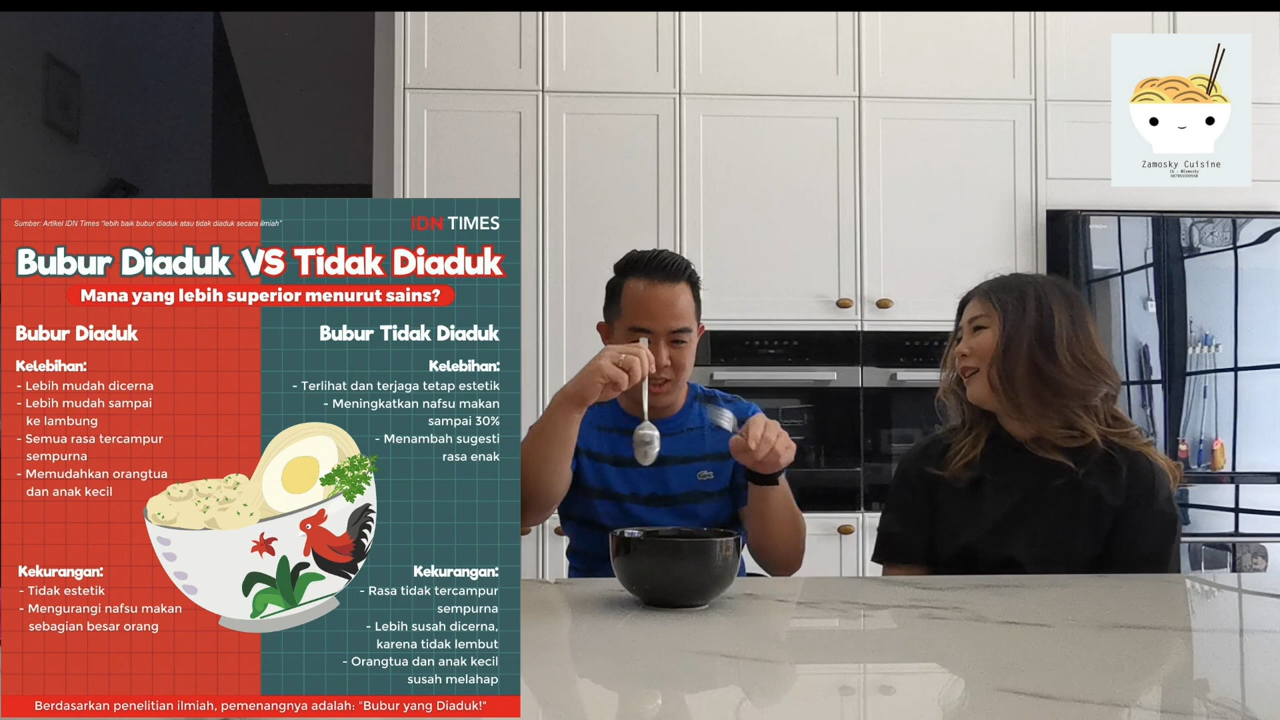 Sumber: Artikel IDN Times "lebih baik bubur diaduk atau tidak diaduk secara ilmiah"
IDN TIMES
Bubur Diaduk VS Tidak Diaduk
Mana yang lebih superior menurut sains?
Bubur Diaduk
Kelebihan:
- Lebih mudah dicerna
- Lebih mudah sampai
ke lambung
- Semua rasa tercampur
sempurna
- Memudahkan orangtua
dan anak kecil
Kekurangan:
- Tidak estetik
- Mengurangi nafsu makan
sebagian besar orang
Bubur Tidak Diaduk
Kelebihan:
- Terlihat dan terjaga tetap estetik
- Meningkatkan nafsu makan
sampai 30%
- Menambah sugesti
rasa enak
Kekurangan:
- Rasa tidak tercampur
sempurna
- Lebih susah dicerna,
karena tidak lembut
- Orangtua dan anak kecil
susah melahap
Berdasarkan penelitian ilmiah, pemenangnya adalah: "Bubur yang Diaduk!"
Zamosky Cuisine